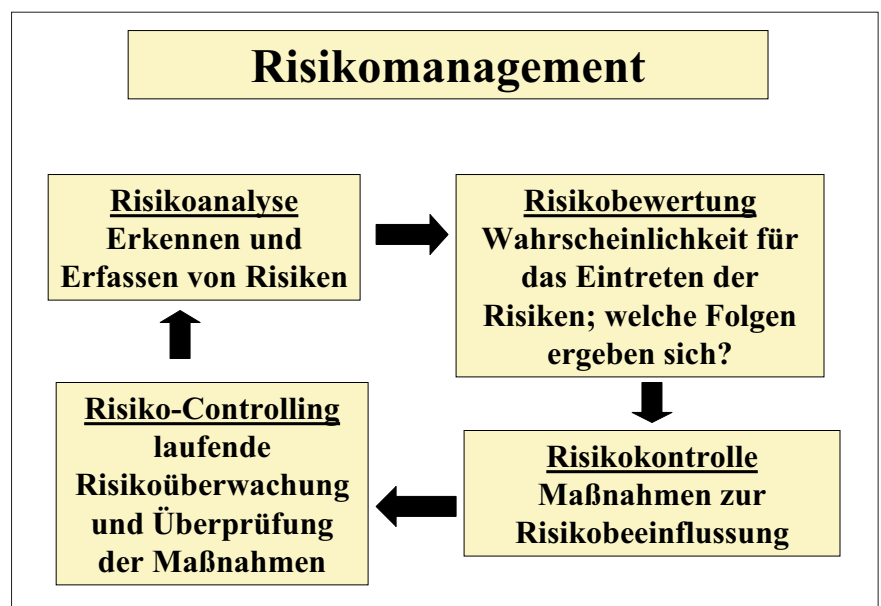 Risikomanagement
Risikoanalyse
Erkennen und
Erfassen von Risiken
Risikobewertung
Wahrscheinlichkeit für
das Eintreten der
Risiken; welche Folgen
ergeben sich?
Risikokontrolle
Maßnahmen zur
Risikobeeinflussung
Risiko-Controlling
laufende
Risikoüberwachung
und Überprüfung
der Maßnahmen